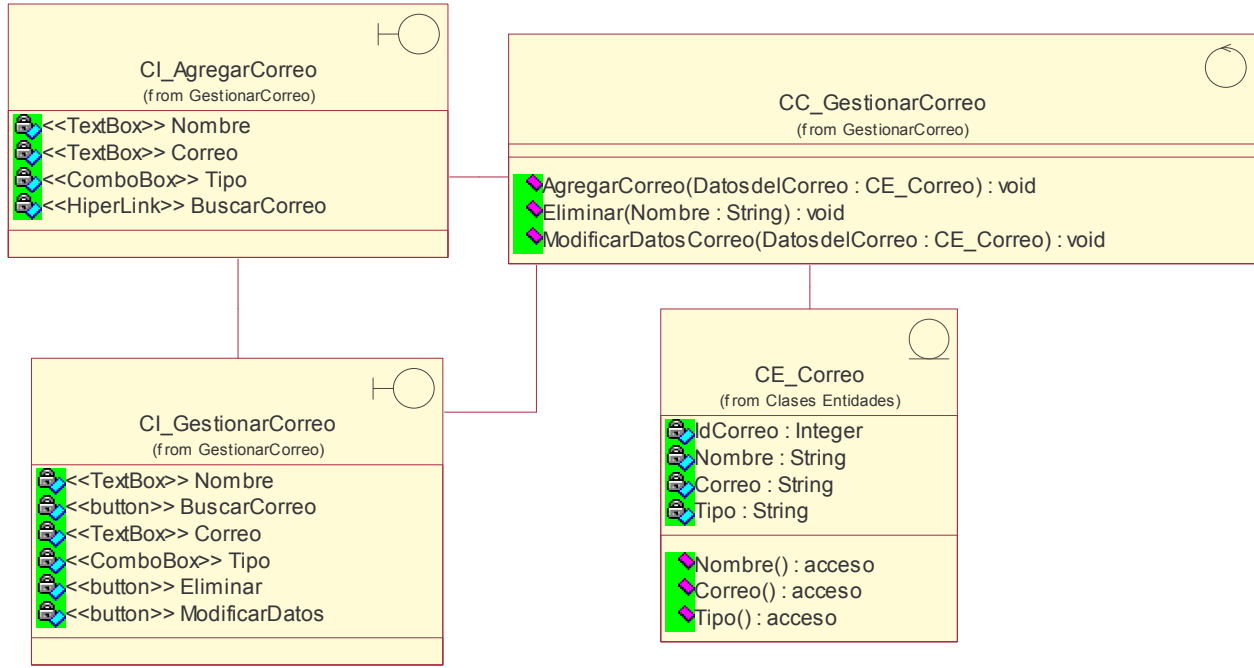 CI_AgregarCorreo
(from GestionarCorreo)
<<TextBox>> Nombre
<<TextBox>> Correo
<<ComboBox>> Tipo
<<HiperLink>> BuscarCorreo
CC_GestionarCorreo
(from GestionarCorreo)
AgregarCorreo(DatosdelCorreo : CE_Correo) : void
Eliminar(Nombre : String) : void
ModificarDatosCorreo(DatosdelCorreo : CE_Correo) : void
CI_GestionarCorreo
(from GestionarCorreo)
<<TextBox>> Nombre
<<button>> BuscarCorreo
<<TextBox>> Correo
<<ComboBox>> Tipo
<<button>> Eliminar
<<button>> ModificarDatos
CE_Correo
(from Clases Entidades)
IdCorreo : Integer
Nombre : String
Correo : String
Tipo : String
Nombre() : acceso
Correo() : acceso
Tipo() : acceso